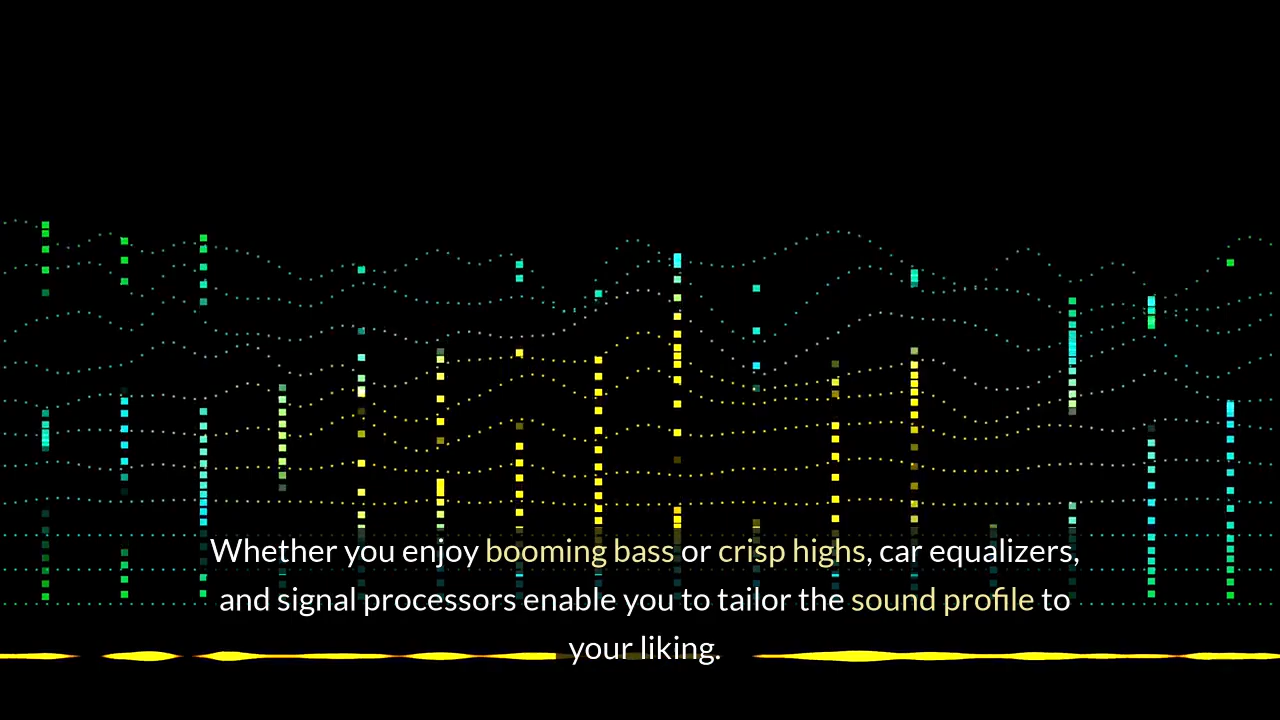 Whether you enjoy booming bass or crisp highs, car equalizers,
and signal processors enable you to tailor the sound profile to
your liking.